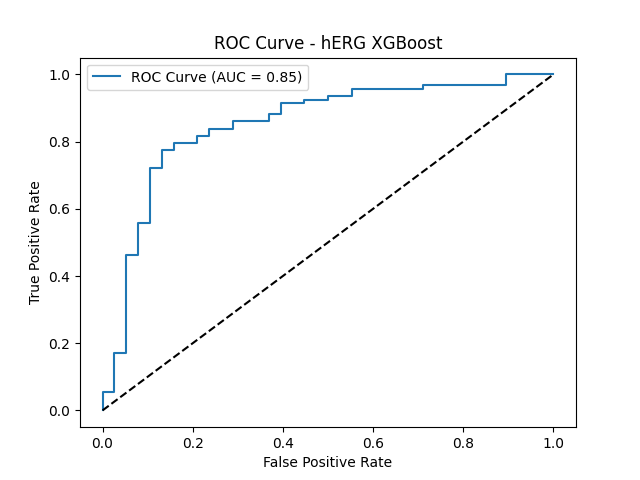 ROC Curve - hERG XGBoost
ROC Curve (AUC = 0.85)
True Positive Rate
1.0
0.8
0.6
0.4
0.2
0.0
0.0 0.2 0.4 0.6 0.8 1.0
False Positive Rate